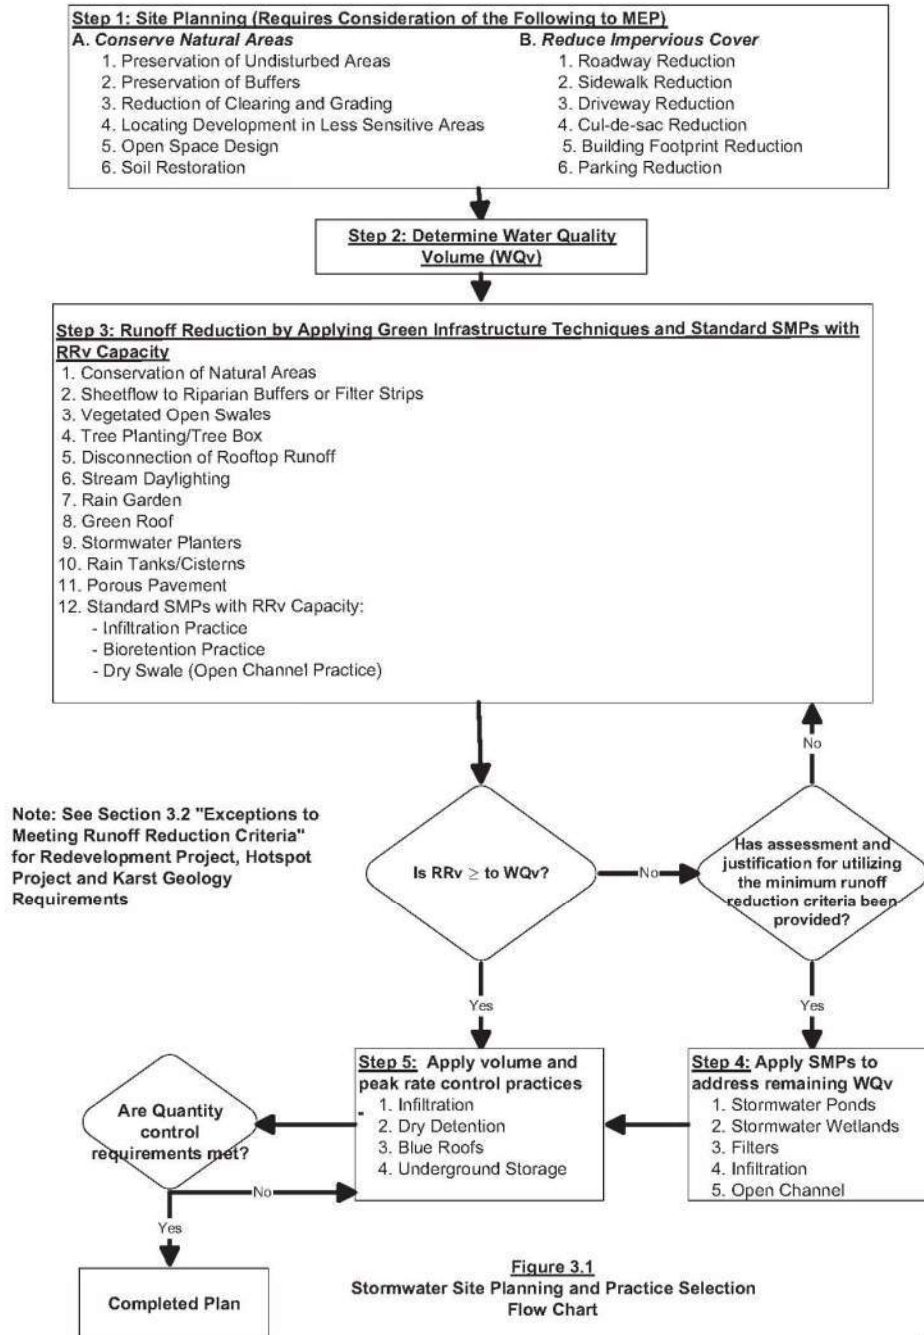 Step 1: Site Planning (Requires Consideration of the Following to MEP)
A. Conserve Natural Areas
1. Preservation of Undisturbed Areas
2. Preservation of Buffers
3. Reduction of Clearing and Grading
4. Locating Development in Less Sensitive Areas
5. Open Space Design
6. Soil Restoration
B. Reduce Impervious Cover
1. Roadway Reduction
2. Sidewalk Reduction
3. Driveway Reduction
4. Cul-de-sac Reduction
5. Building Footprint Reduction
6. Parking Reduction
Step 2: Determine Water Quality
Volume (WQv)
Step 3: Runoff Reduction by Applying Green Infrastructure Techniques and Standard SMPs with
RRv Capacity
1. Conservation of Natural Areas
2. Sheetflow to Riparian Buffers or Filter Strips
3. Vegetated Open Swales
4. Tree Planting/Tree Box
5. Disconnection of Rooftop Runoff
6. Stream Daylighting
7. Rain Garden
8. Green Roof
9. Stormwater Planters
10. Rain Tanks/Cisterns
11. Porous Pavement
12. Standard SMPs with RRv Capacity:
- Infiltration Practice
- Bioretention Practice
- Dry Swale (Open Channel Practice)
No
Note: See Section 3.2 "Exceptions to
Meeting Runoff Reduction Criteria"
for Redevelopment Project, Hotspot
Project and Karst Geology
Requirements
Is RRv ≥ to WQv?
No
Has assessment and
justification for utilizing
the minimum runoff
reduction criteria been
provided?
Yes
Yes
Step 5: Apply volume and
peak rate control practices
1. Infiltration
2. Dry Detention
3. Blue Roofs
4. Underground Storage
Step 4: Apply SMPs to
address remaining WQv
1. Stormwater Ponds
2. Stormwater Wetlands
3. Filters
4. Infiltration
5. Open Channel
Are Quantity
control
requirements met?
No
Yes
Completed Plan
Figure 3.1
Stormwater Site Planning and Practice Selection
Flow Chart